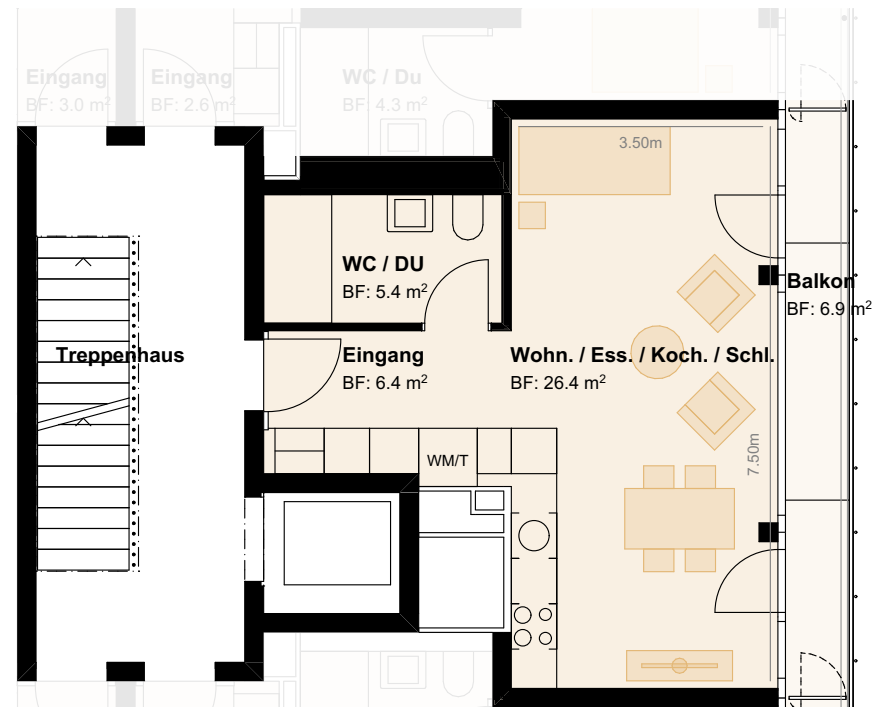 Eingang
BF: 3.0 m²
Eingang
BF: 2.6 m²
WC / Du
BF: 4.3 m²
3.50m
WC / DU
BF: 5.4 m²
Balkon
BF: 6.9 m²
Treppenhaus
Eingang
BF: 6.4 m²
Wohn. / Ess. / Koch. / Schl.
BF: 26.4 m²
WM/T
7.50m